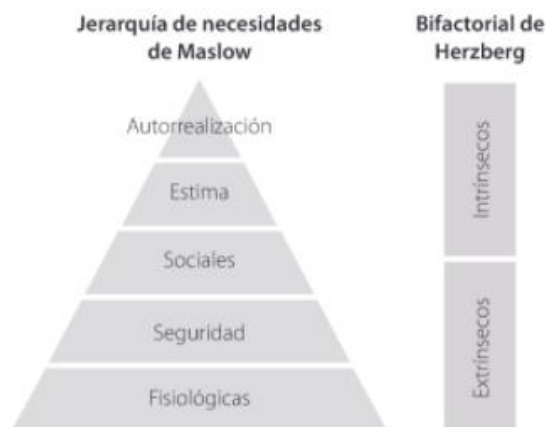 Jerarquía de necesidades
de Maslow
Autorrealización
Estima
Sociales
Seguridad
Fisiológicas
Bifactorial de
Herzberg
Intrínsecos
Extrínsecos